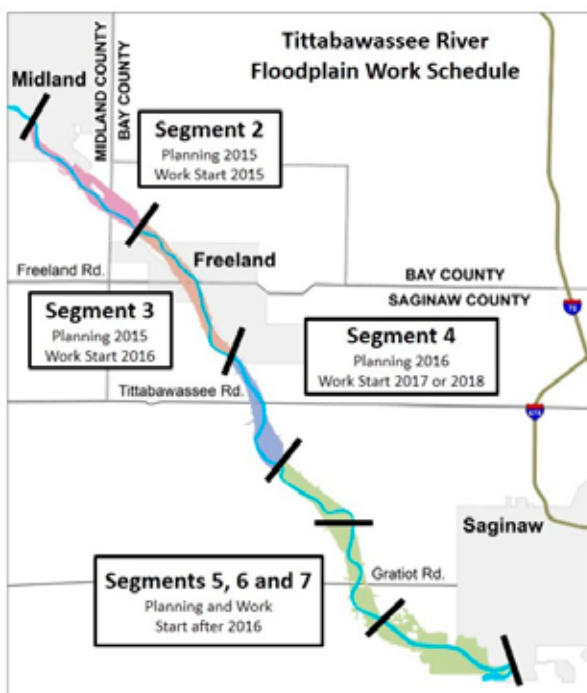 Tittabawassee River
Floodplain Work Schedule
Midland
MIDLAND COUNTY
BAY COUNTY
Segment 2
Planning 2015
Work Start 2015
Freeland
Freeland Rd.
BAY COUNTY
SAGINAW COUNTY
Segment 3
Planning 2015
Work Start 2016
Segment 4
Planning 2016
Work Start 2017 or 2018
Tittabawassee Rd.
75
675
Saginaw
Gratiot Rd.
Segments 5, 6 and 7
Planning and Work
Start after 2016